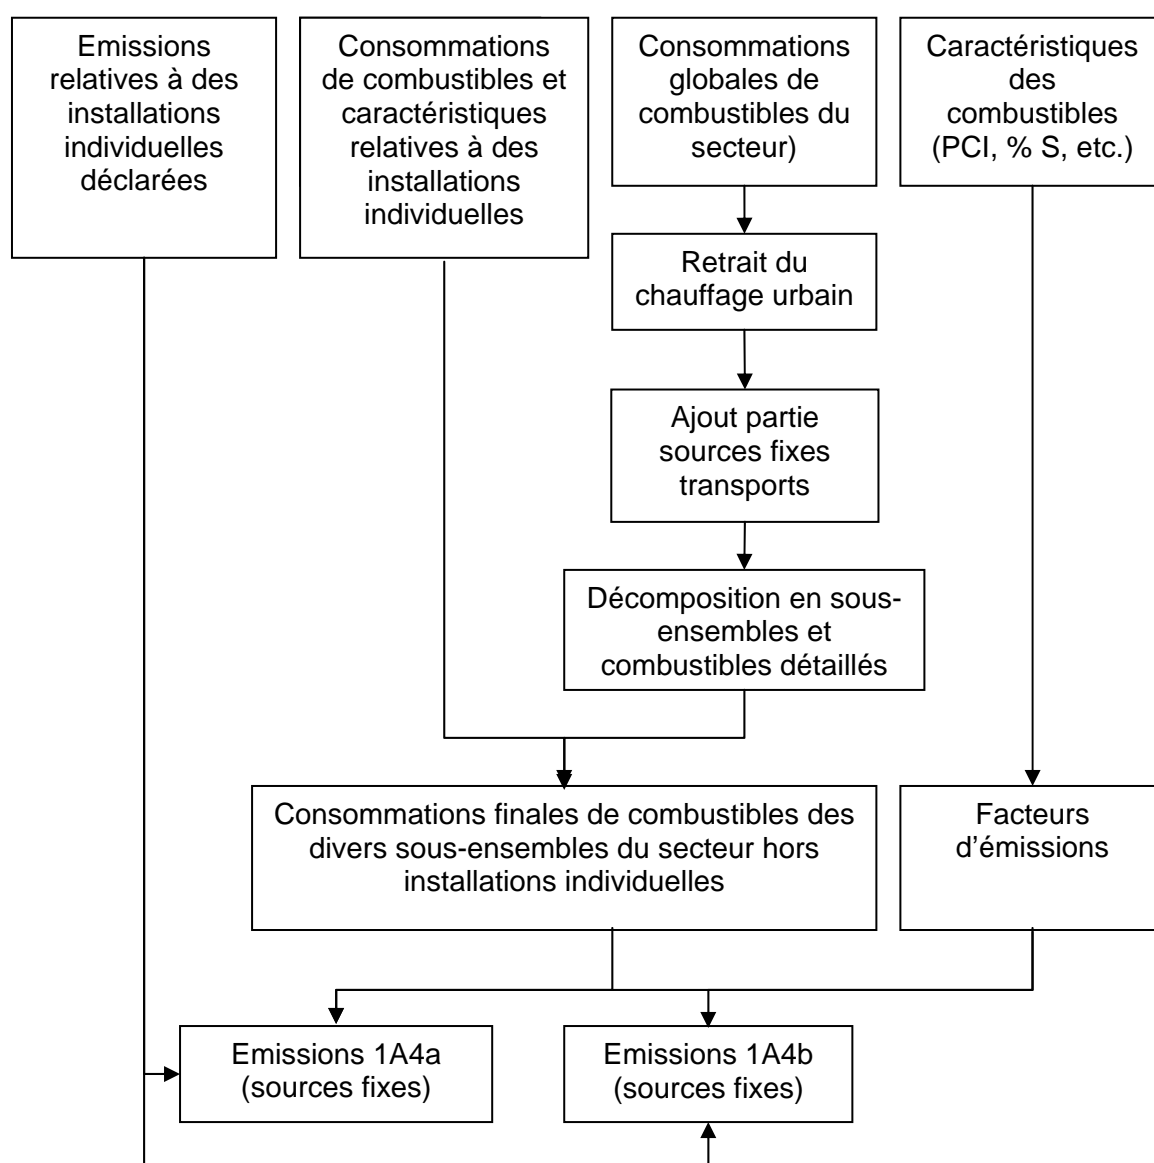 Emissions
relatives à des
installations
individuelles
déclarées
Consommations
de combustibles et
caractéristiques
relatives à des
installations
individuelles
Consommations
globales de
combustibles du
secteur)
Caractéristiques
des
combustibles
(PCI, % S, etc.)
Retrait du
chauffage urbain
Ajout partie
sources fixes
transports
Décomposition en sous-
ensembles et
combustibles détaillés
Consommations finales de combustibles des
divers sous-ensembles du secteur hors
installations individuelles
Facteurs
d’émissions
Emissions 1A4a
(sources fixes)
Emissions 1A4b
(sources fixes)